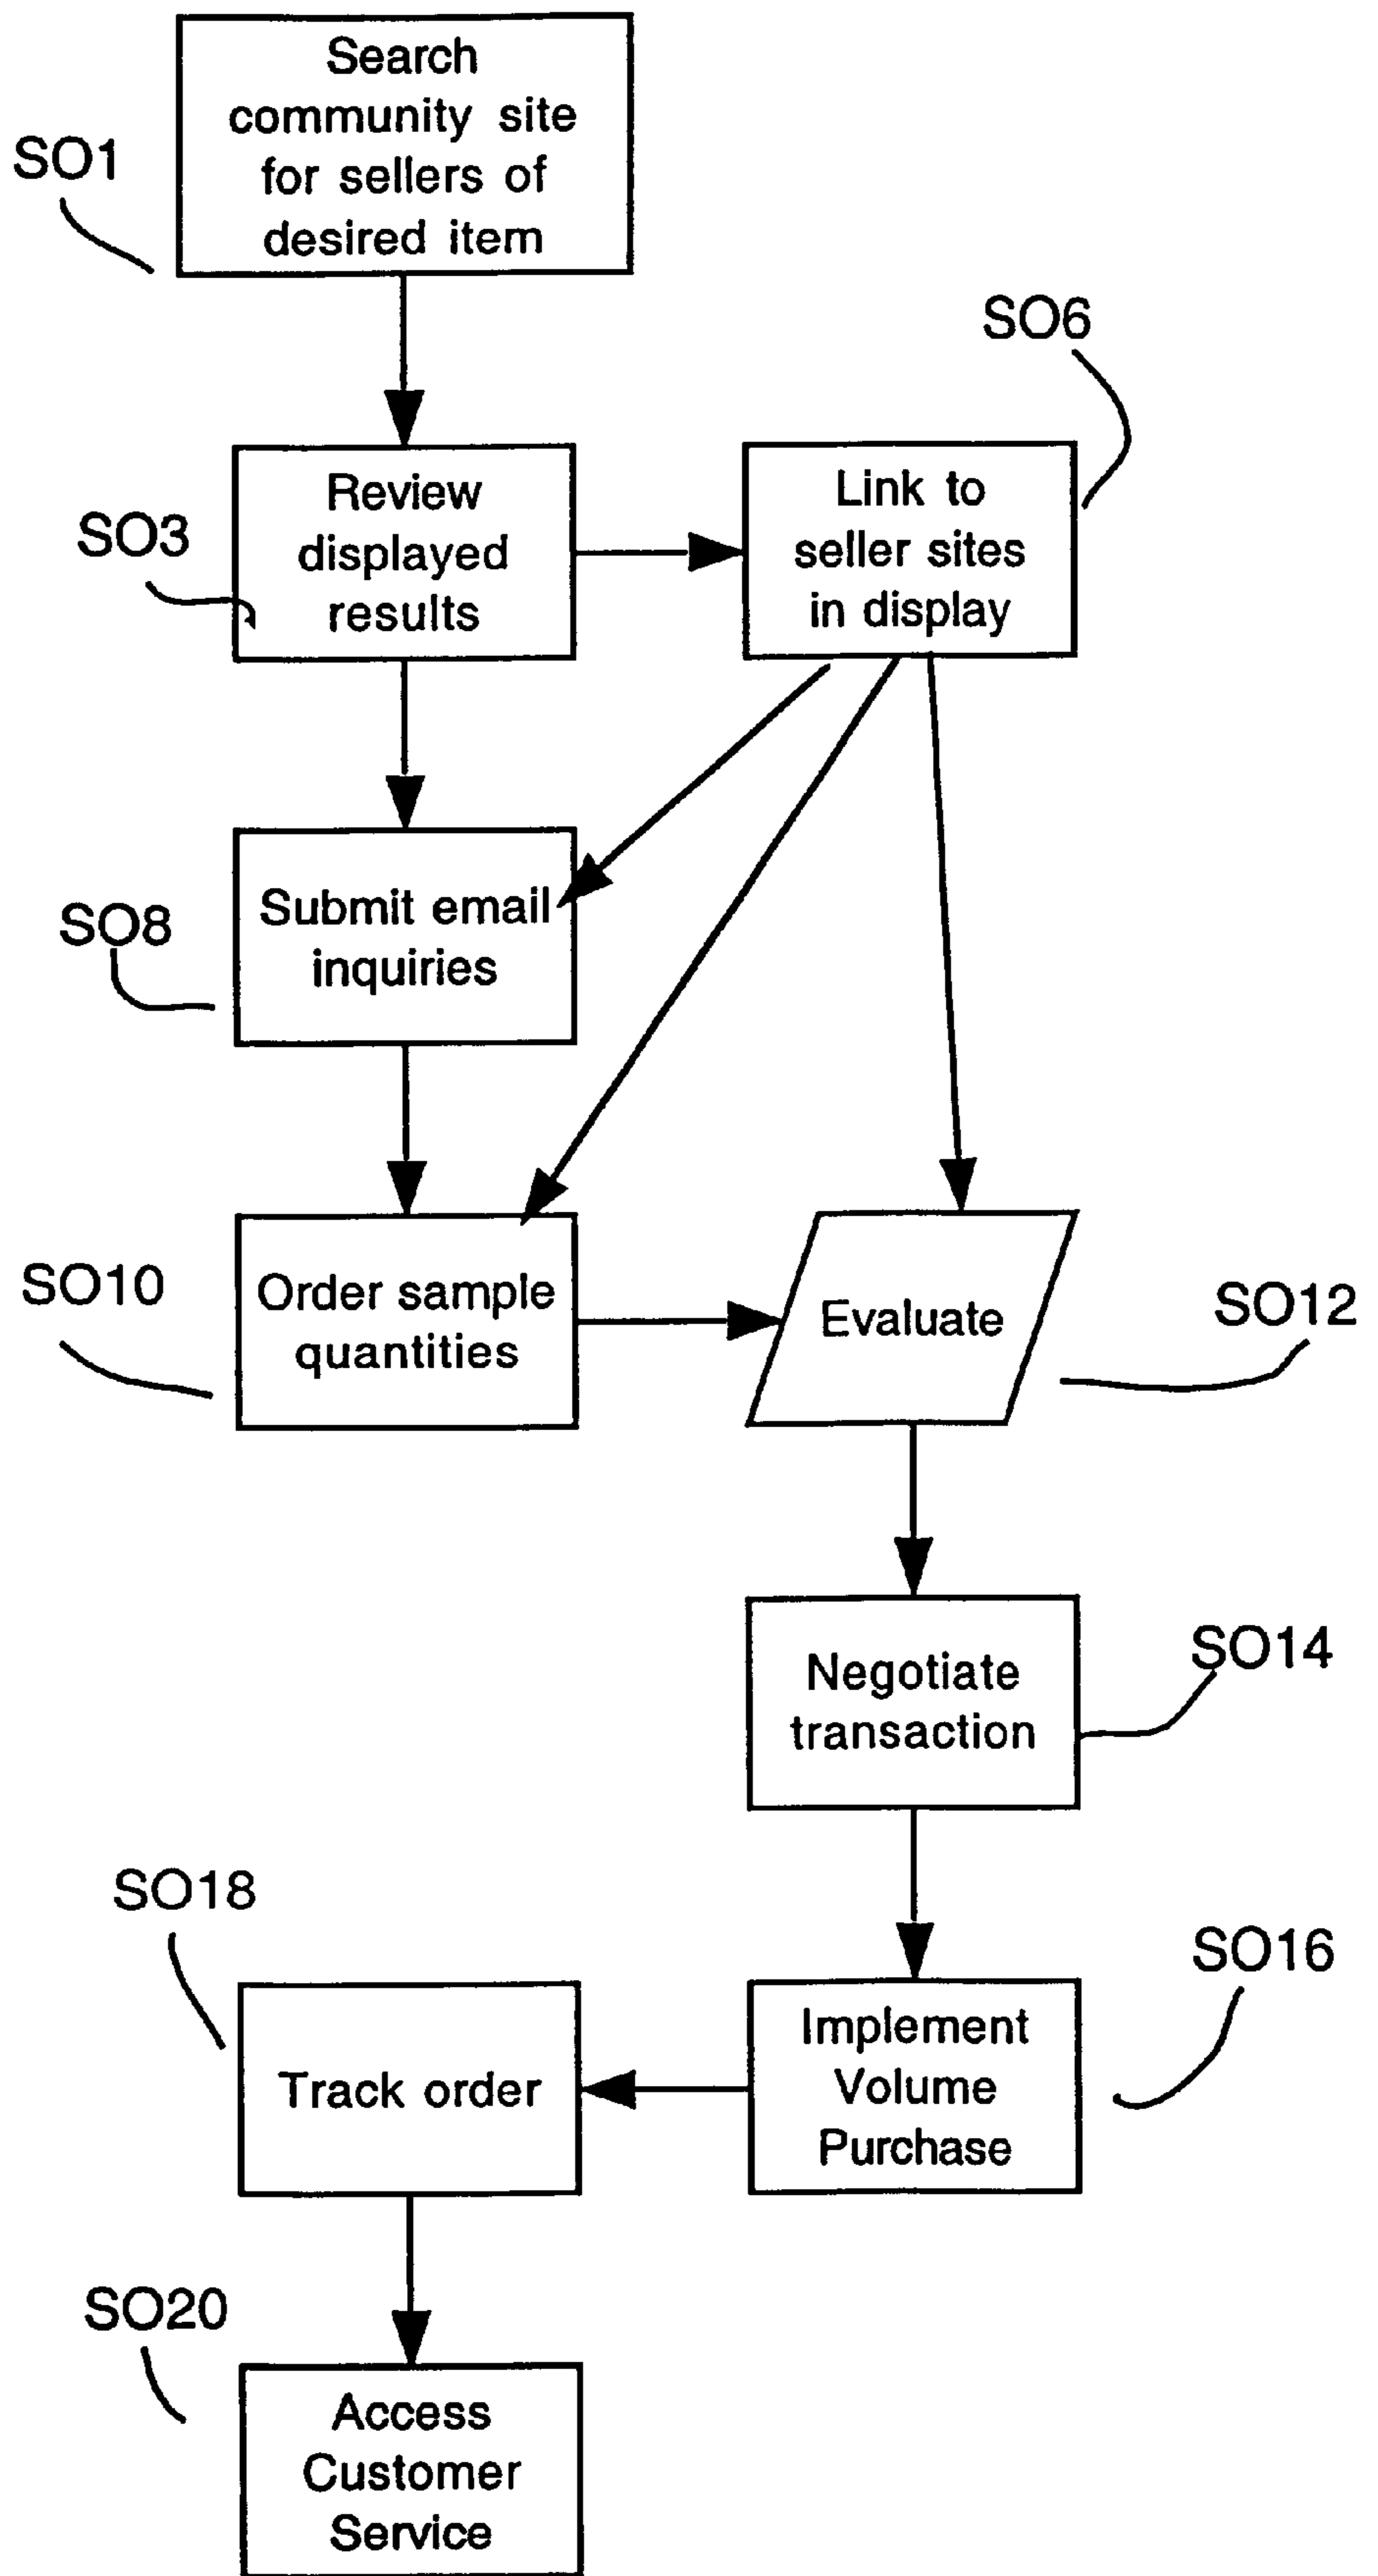 Search
community site
for sellers of
desired item
SO1
SO6
Review
displayed
results
SO3
Link to
seller sites
in display
Submit email
inquiries
SO8
Order sample
quantities
SO10
Evaluate
SO12
Negotiate
transaction
SO14
Implement
Volume
Purchase
SO16
SO18
Track order
SO20
Access
Customer
Service